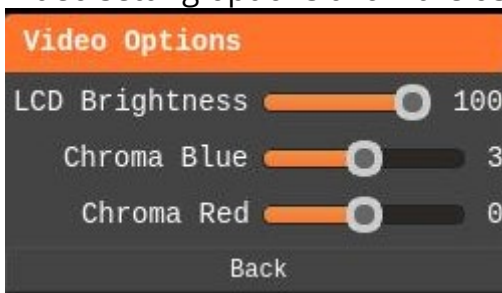 Video Options
LCD Brightness 100
Chroma Blue 3
Chroma Red 0
Back